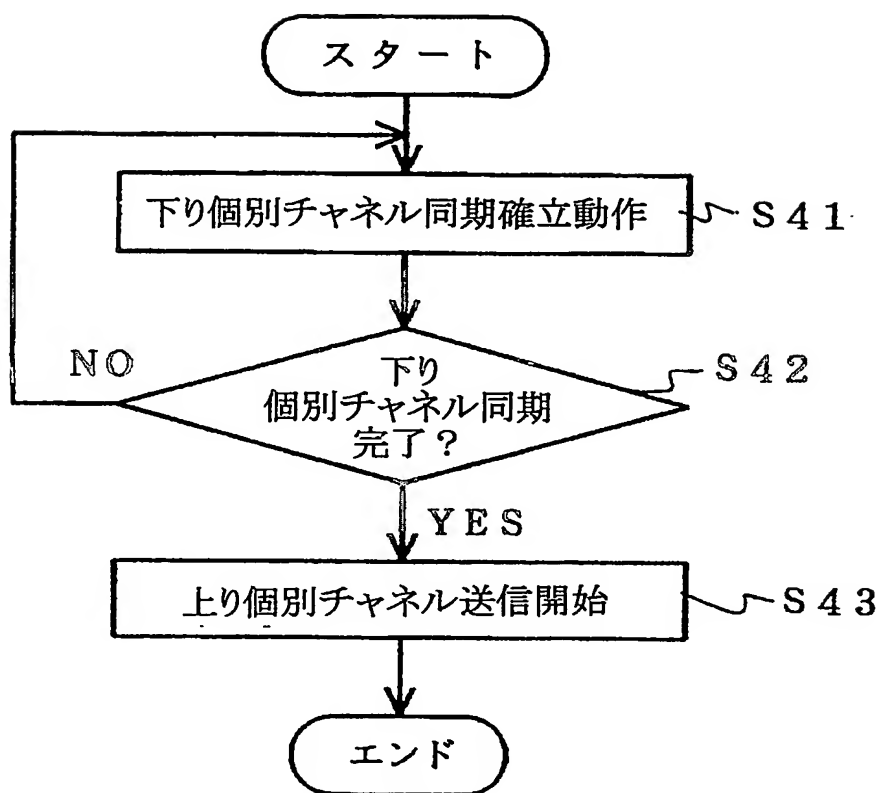 スタート
下り個別チャネル同期確立動作
S41
NO
下り
個別チャネル同期
完了？
S42
YES
上り個別チャネル送信開始
S43
エンド